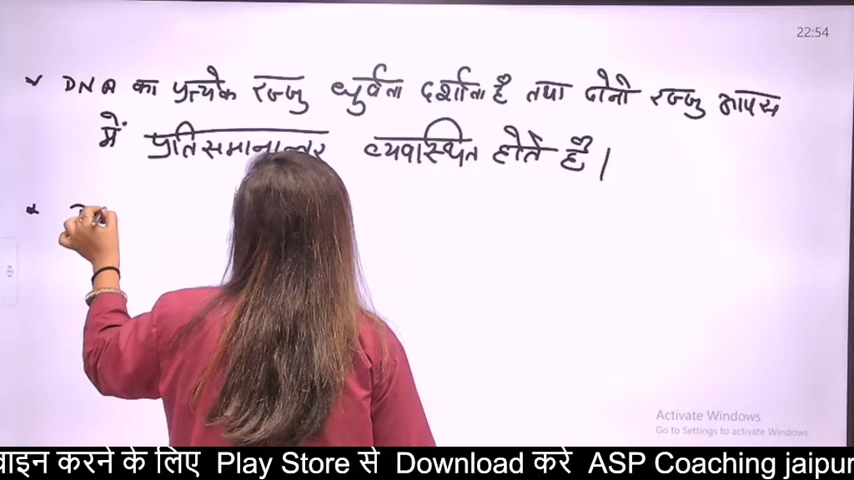 22:54
DNA का प्रत्येक रज्जु ध्रुर्वता दर्शाता है तथा दोनो रज्जु आपस
में प्रतिसमानान्तर व्यवास्थित होते है।
Activate Windows
Go to Settings to activate Windows.
वाइन करने के लिए Play Store से Download करे ASP Coaching jaipur